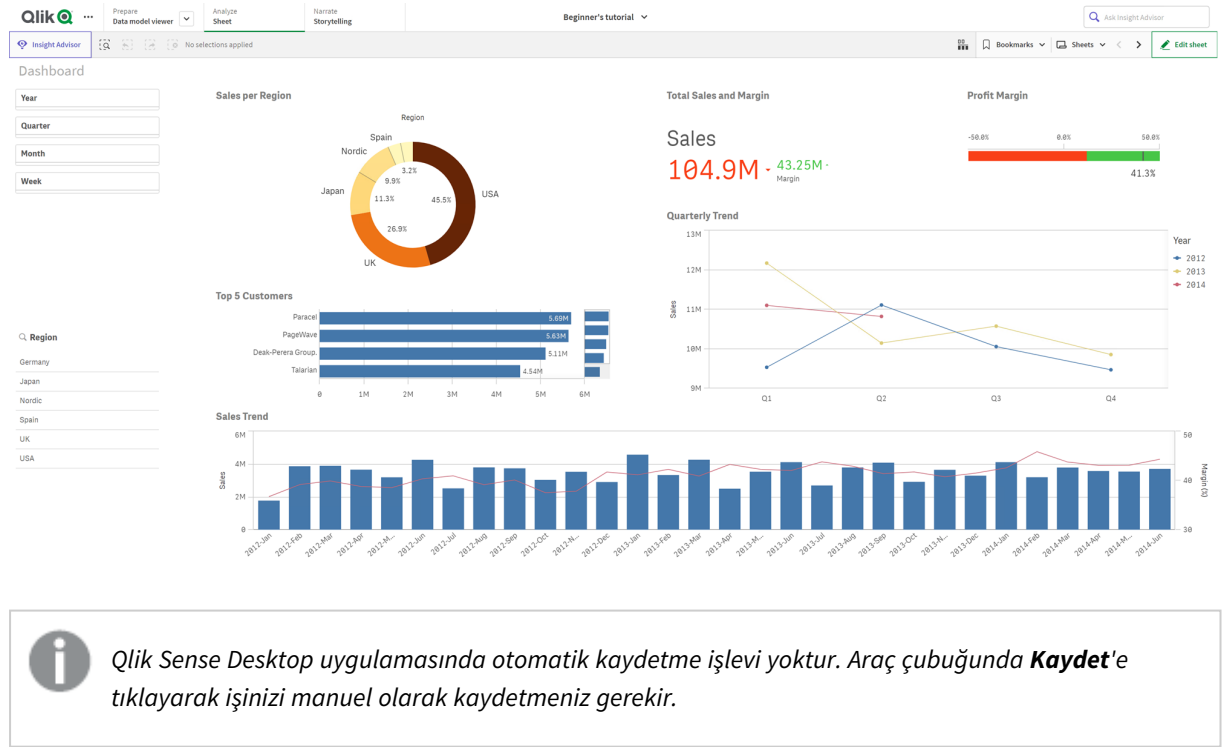 Qlik Q ... Prepare Data model viewer Analyze Sheet Narrate Storytelling Beginner's tutorial Ask Insight Advisor
Insight Advisor No selections applied Bookmarks Sheets Edit sheet
Dashboard
Year
Quarter
Month
Week
Region
Germany
Japan
Nordic
Spain
UK
USA
Sales per Region
Region
Spain
Nordic
Japan
UK
USA
3.2%
9.9%
11.3%
26.9%
45.5%
Top 5 Customers
Paracel 5.69M
PageWave 5.63M
Deak-Perera Group. 5.11M
Talarian 4.54M
0 1M 2M 3M 4M 5M 6M
Total Sales and Margin
Sales
104.9M
43.25M
Margin
Profit Margin
-50.0% 0.0% 50.0%
41.3%
Quarterly Trend
13M
12M
11M
10M
9M
Sales
Q1 Q2 Q3 Q4
Year
2012
2013
2014
Sales Trend
6M
4M
2M
0
Sales
50
40
30
Margin (%)
2012-Jan 2012-Feb 2012-Mar 2012-Apr 2012-M... 2012-Jun 2012-Jul 2012-Aug 2012-Sep 2012-Oct 2012-N... 2012-Dec 2013-Jan 2013-Feb 2013-Mar 2013-Apr 2013-M... 2013-Jun 2013-Jul 2013-Aug 2013-Sep 2013-Oct 2013-N... 2013-Dec 2014-Jan 2014-Feb 2014-Mar 2014-Apr 2014-M... 2014-Jun
Qlik Sense Desktop uygulamasında otomatik kaydetme işlevi yoktur. Araç çubuğunda Kaydet'e
tıklayarak işinizi manuel olarak kaydetmeniz gerekir.